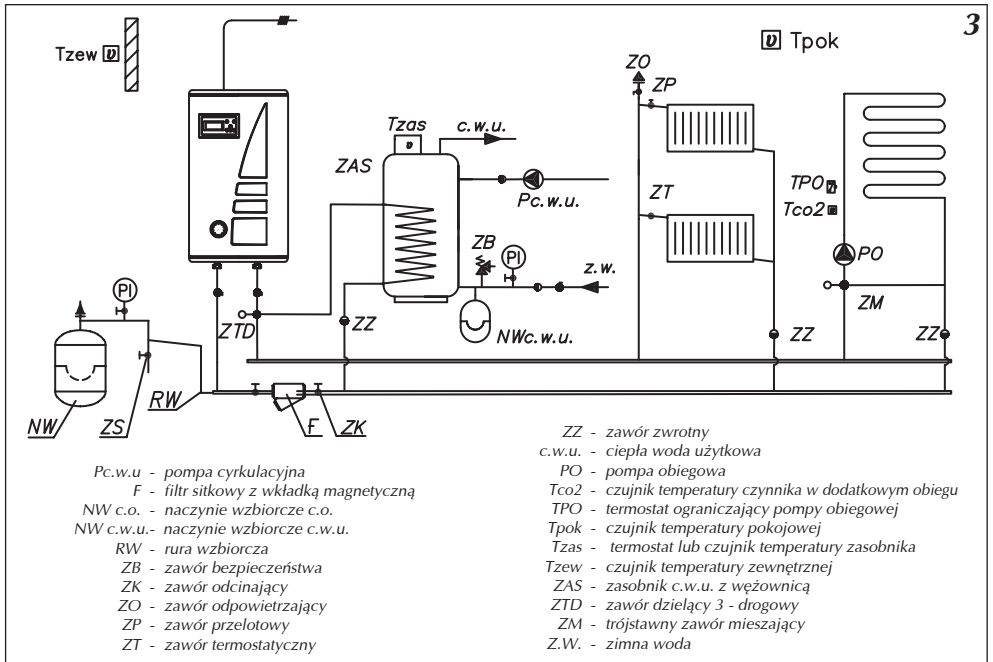 3
Tzew υ
υ Tpok
ZO
ZP
Tzas
υ
c.w.u.
ZAS
Pc.w.u.
ZT
TPO
Tco2
ZB
PI
z.w.
PO
PI
ZTD
ZZ
NWc.w.u.
ZM
ZZ
ZZ
NW
ZS
RW
F
ZK
Pc.w.u - pompa cyrkulacyjna
F - filtr sitkowy z wkładką magnetyczną
NW c.o. - naczynie wzbiorcze c.o.
NW c.w.u.- naczynie wzbiorcze c.w.u.
RW - rura wzbiorcza
ZB - zawór bezpieczeństwa
ZK - zawór odcinający
ZO - zawór odpowietrzający
ZP - zawór przelotowy
ZT - zawór termostatyczny
ZZ - zawór zwrotny
c.w.u. - ciepła woda użytkowa
PO - pompa obiegowa
Tco2 - czujnik temperatury czynnika w dodatkowym obiegu
TPO - termostat ograniczający pompy obiegowej
Tpok - czujnik temperatury pokojowej
Tzas - termostat lub czujnik temperatury zasobnika
Tzew - czujnik temperatury zewnętrznej
ZAS - zasobnik c.w.u. z wężownicą
ZTD - zawór dzielący 3 - drogowy
ZM - trójstawny zawór mieszający
Z.W. - zimna woda